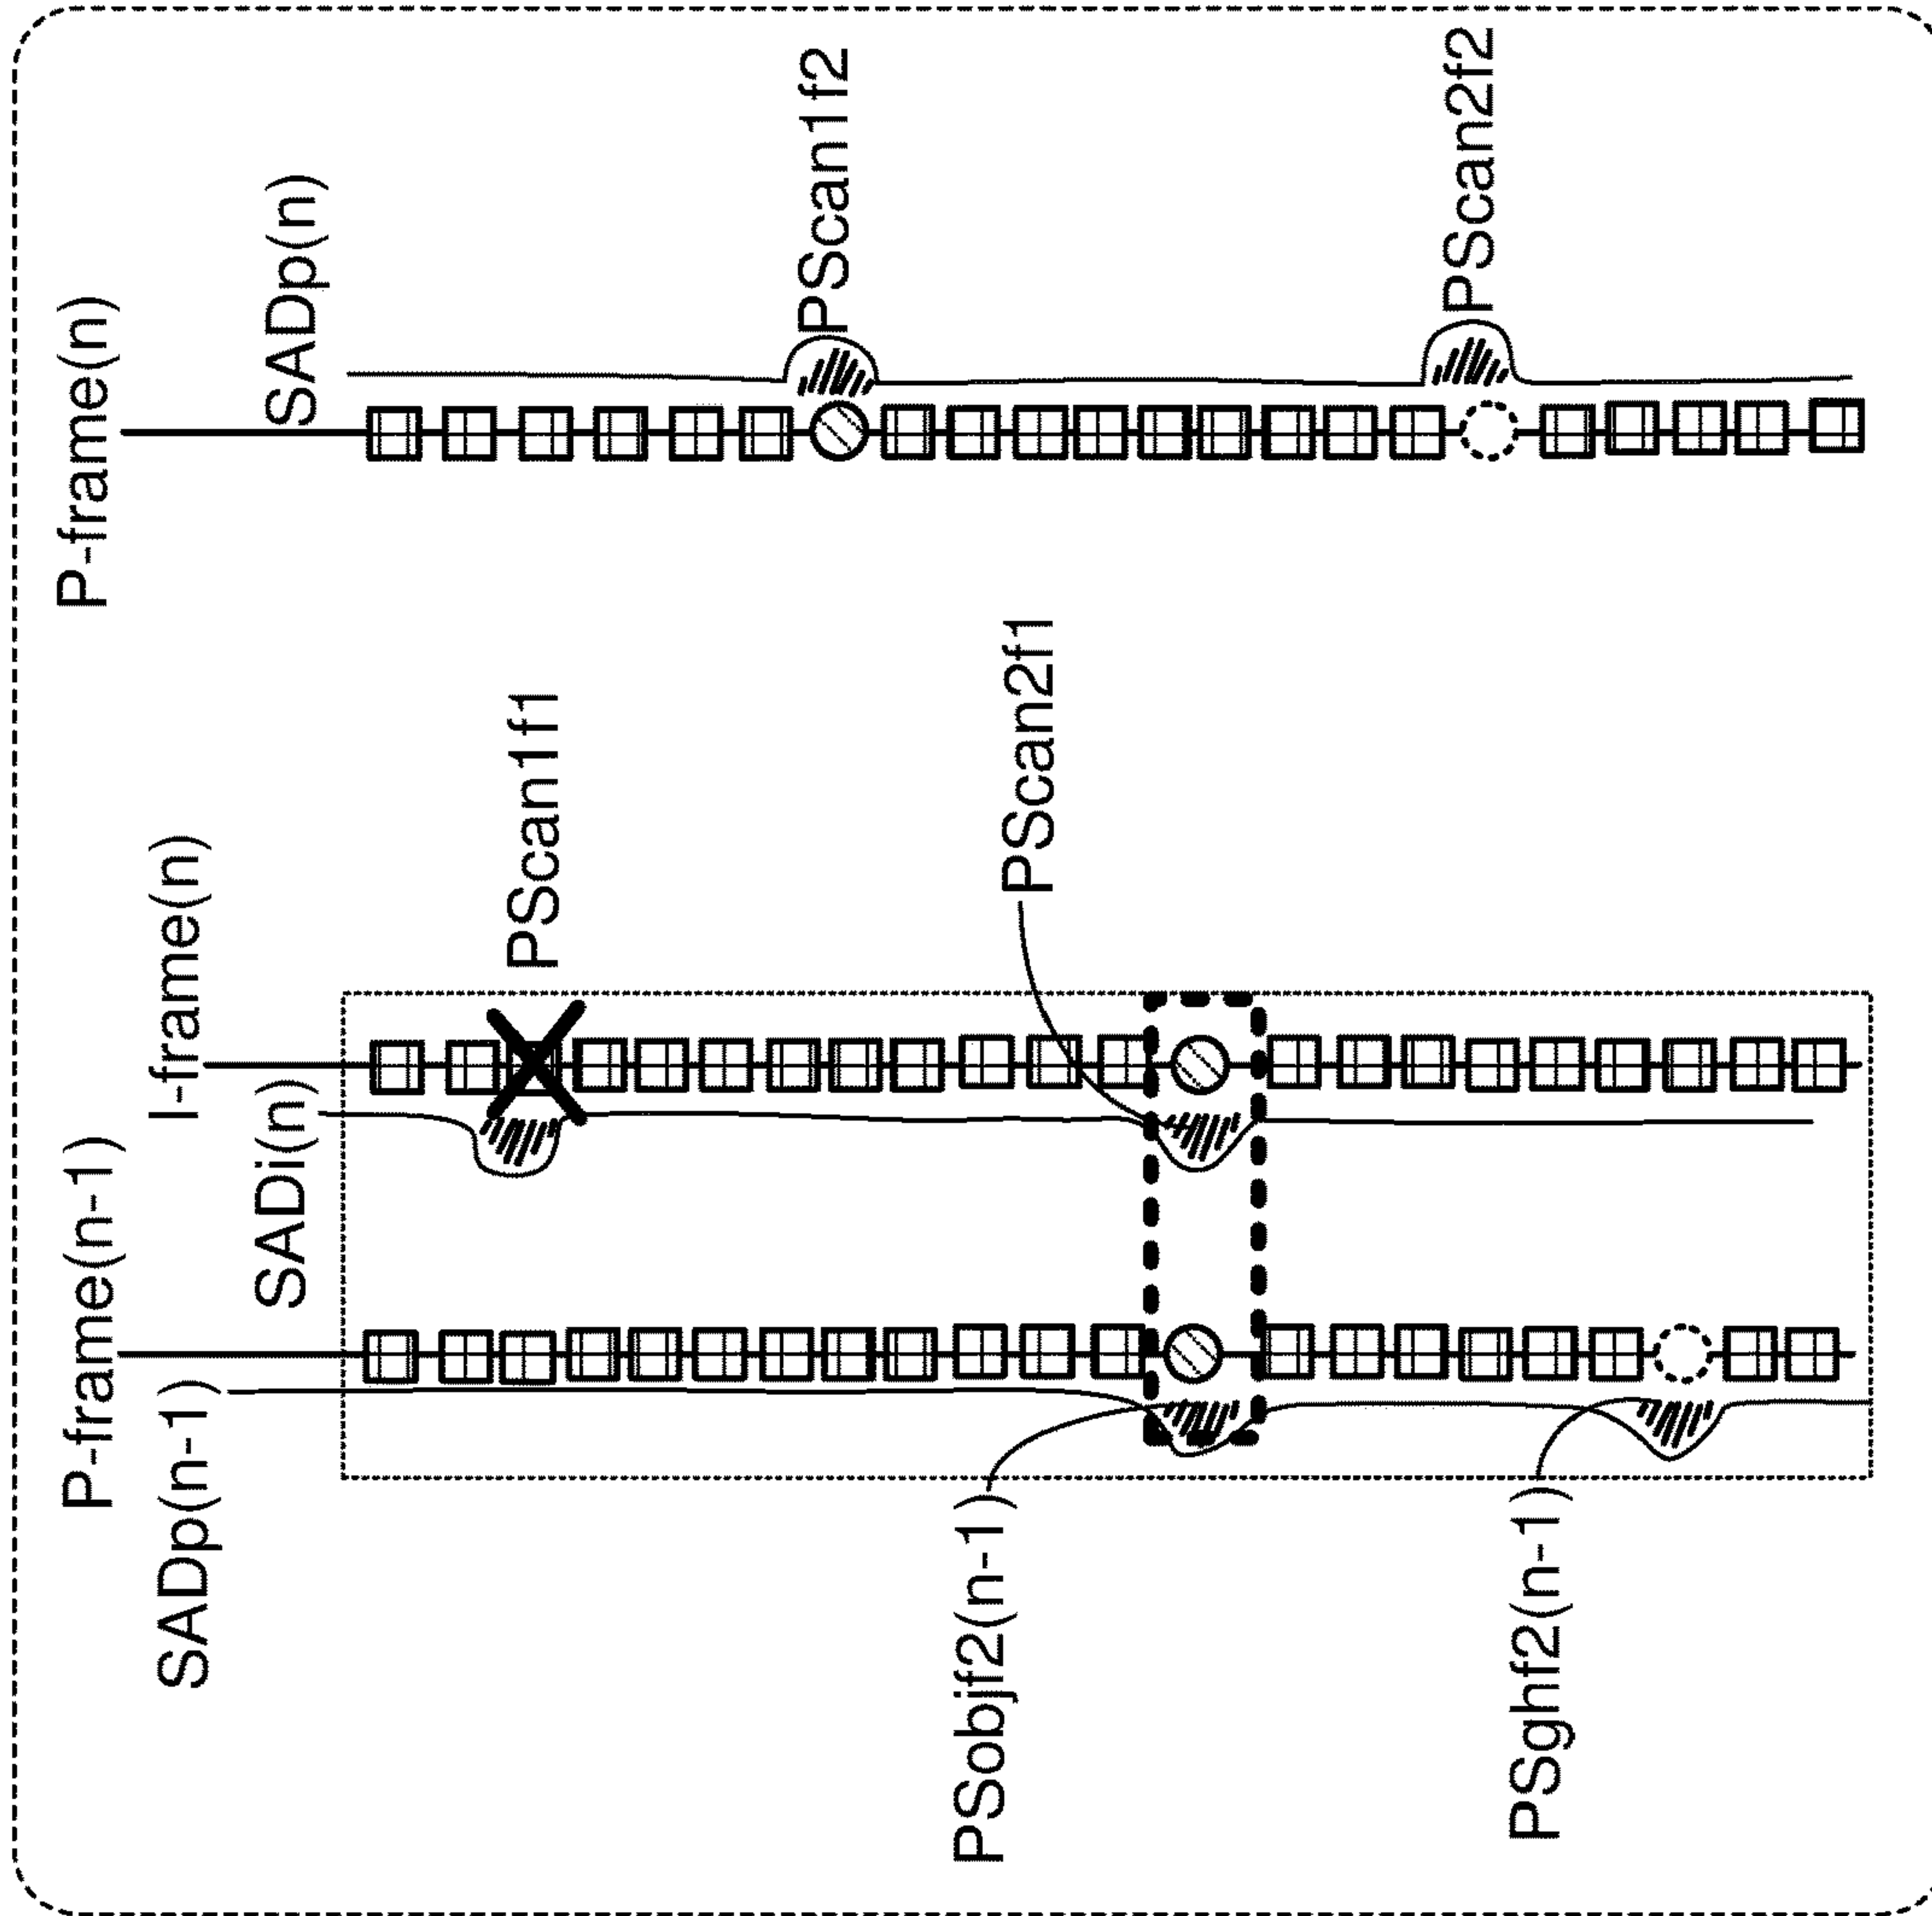 P-frame(n-1)
SADp(n-1)
I-frame(n)
SADi(n)
P-frame(n)
SADp(n)
PScan1f1
PScan1f2
PScan2f1
PSobjf2(n-1)
PScan2f2
PSghf2(n-1)